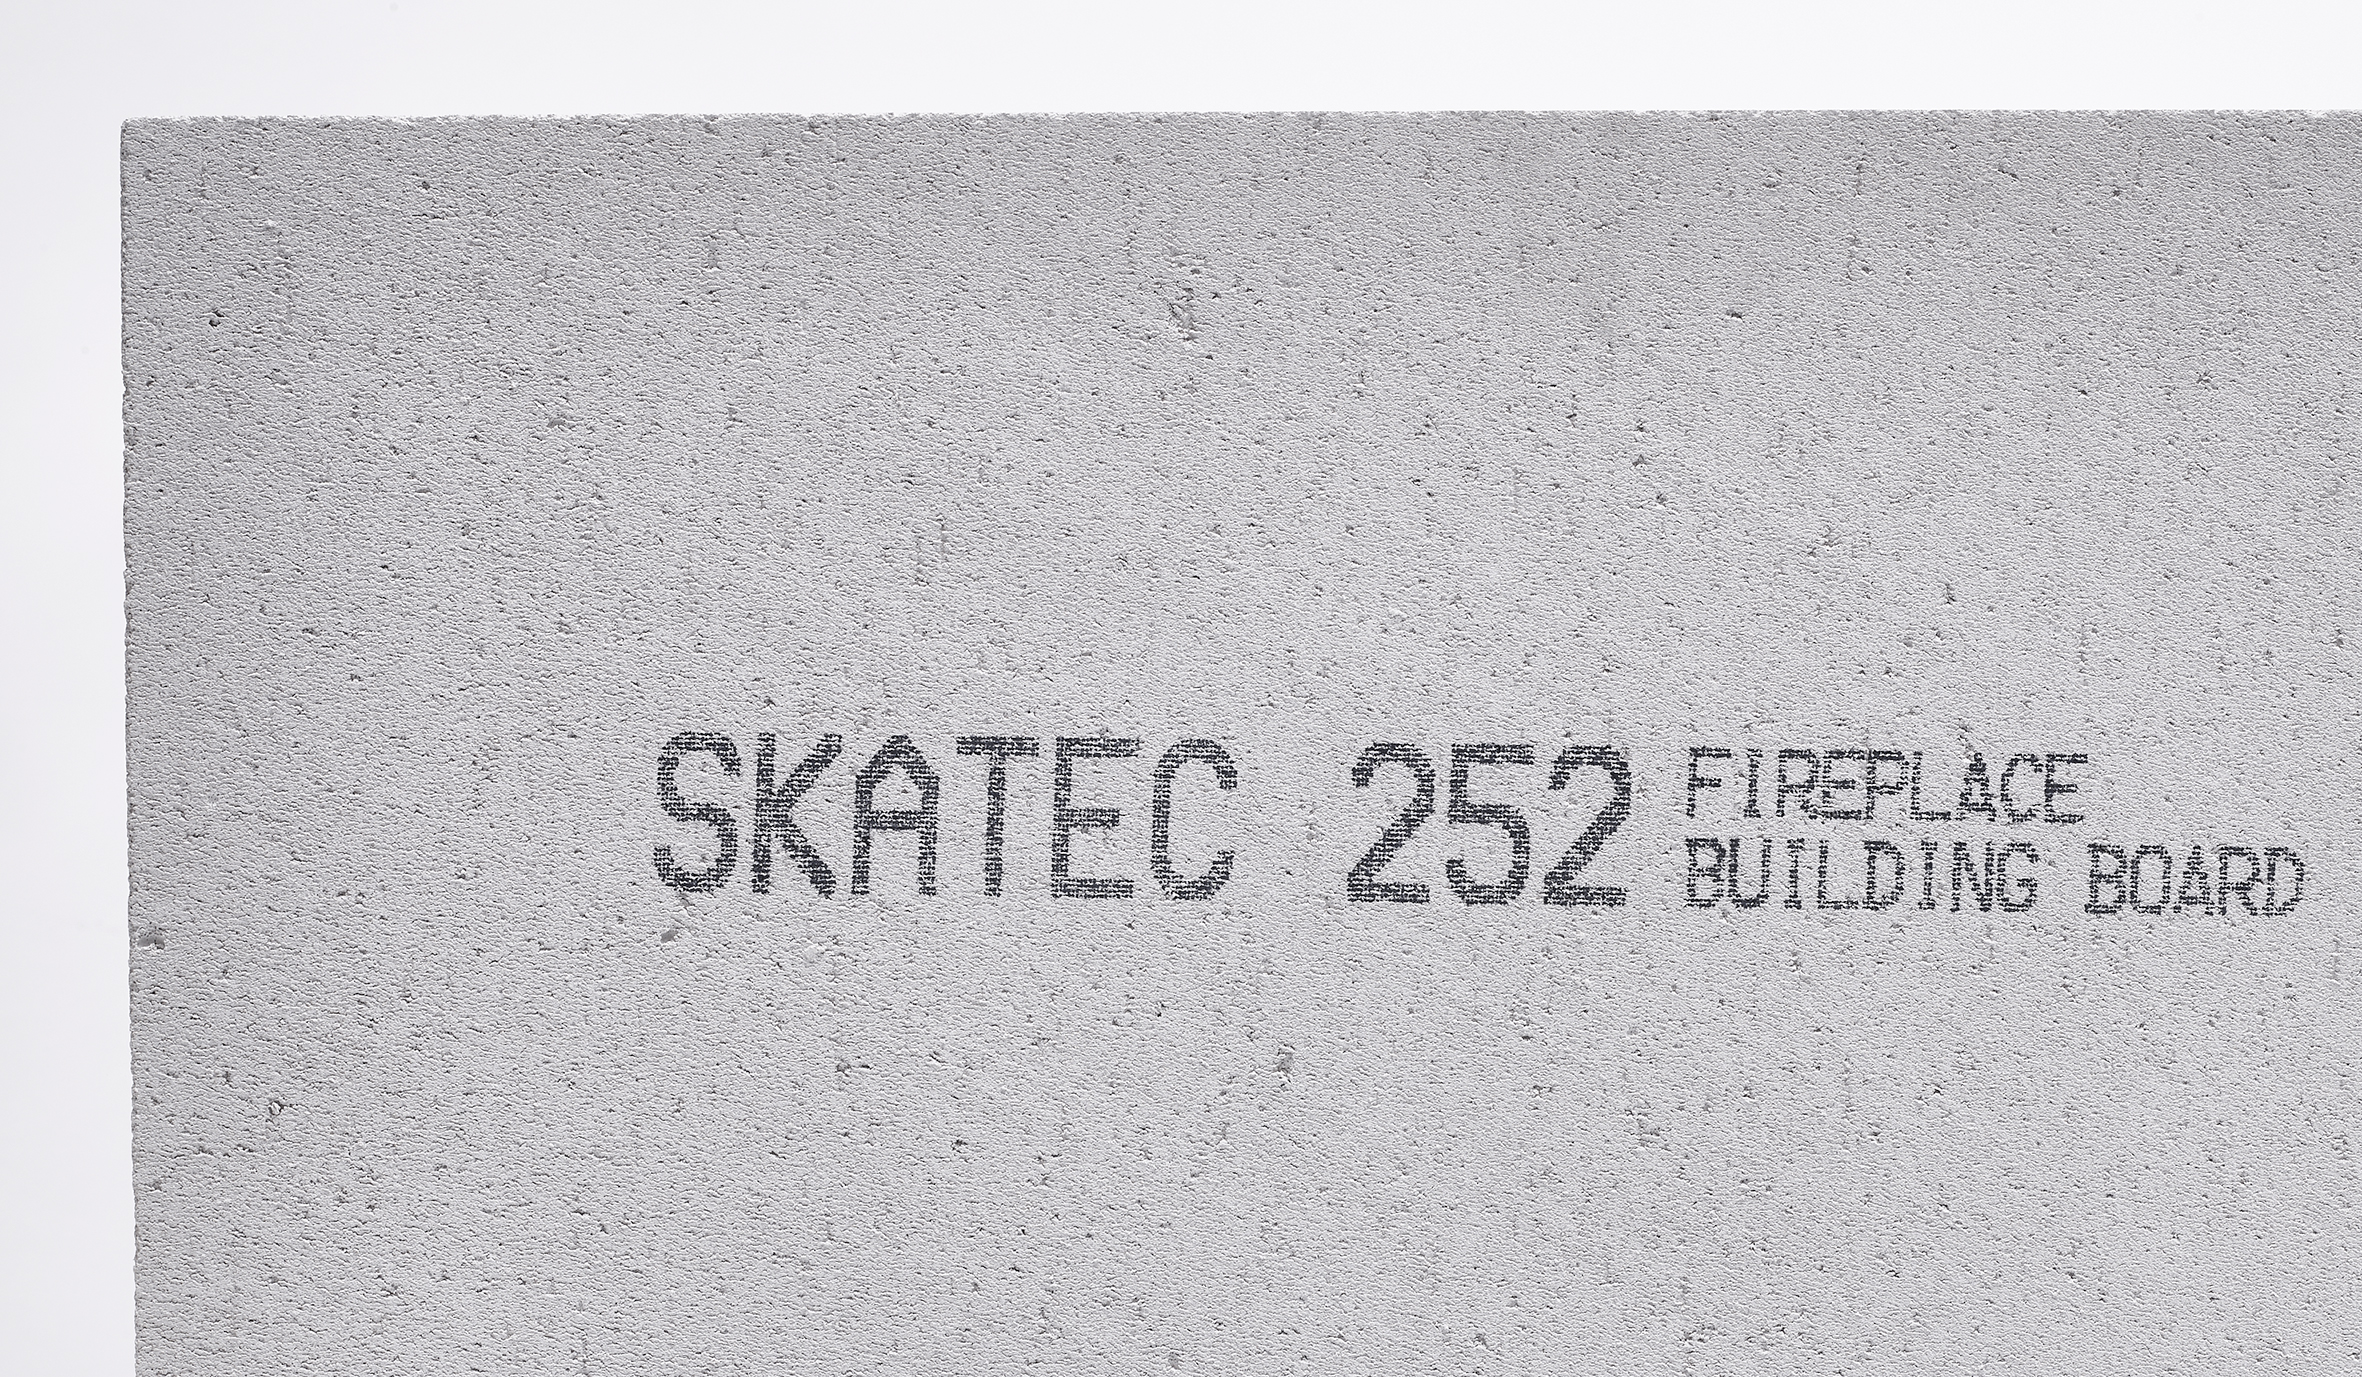 SKATEC 252 FIREPLACE
BUILDING BOARD